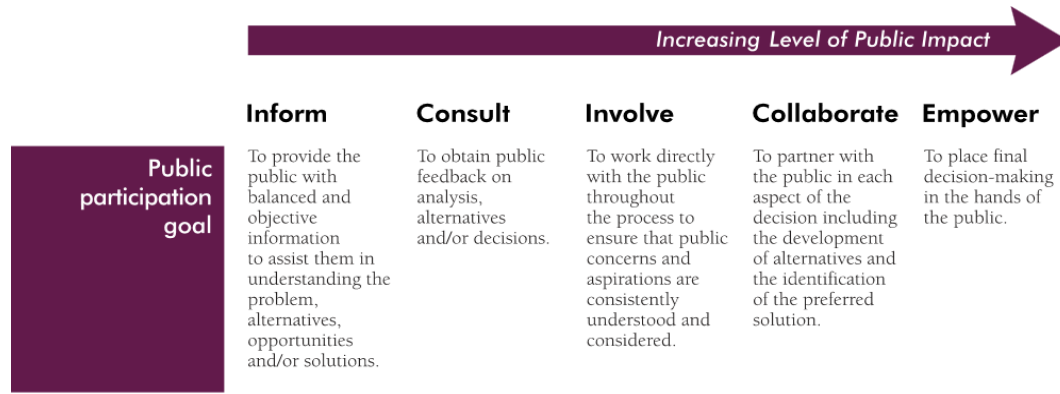 Increasing Level of Public Impact
Inform
Consult
Involve
Collaborate
Empower
Public
participation
goal
To provide the
public with
balanced and
objective
information
to assist them in
understanding the
problem,
alternatives,
opportunities
and/or solutions.
To obtain public
feedback on
analysis,
alternatives
and/or decisions.
To work directly
with the public
throughout
the process to
ensure that public
concerns and
aspirations are
consistently
understood and
considered.
To partner with
the public in each
aspect of the
decision including
the development
of alternatives and
the identification
of the preferred
solution.
To place final
decision-making
in the hands of
the public.